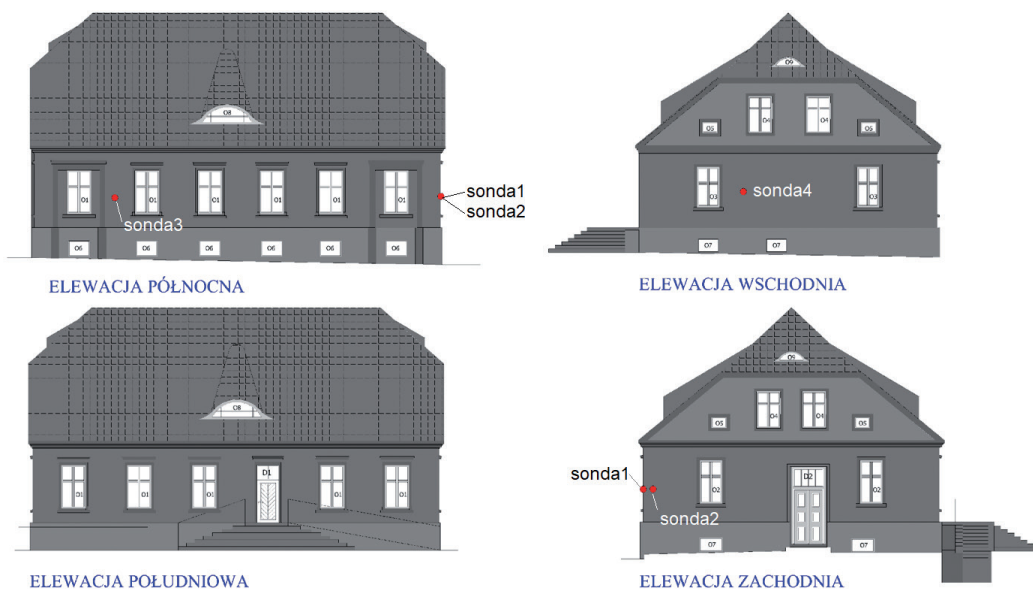 O8
O1 O1 O1 O1 O1 O1
sonda1
sonda2
sonda3
O6 O6 O6 O6 O6 O6
ELEWACJA PÓŁNOCNA
O9
O4 O4
O5 O5
O3 O3
sonda4
O7 O7
ELEWACJA WSCHODNIA
O8
D1
O1 O1 O1 O1 O1
ELEWACJA POŁUDNIOWA
O9
O4 O4
O5 O5
sonda1
D2
O2 O2
sonda2
O7 O7
ELEWACJA ZACHODNIA